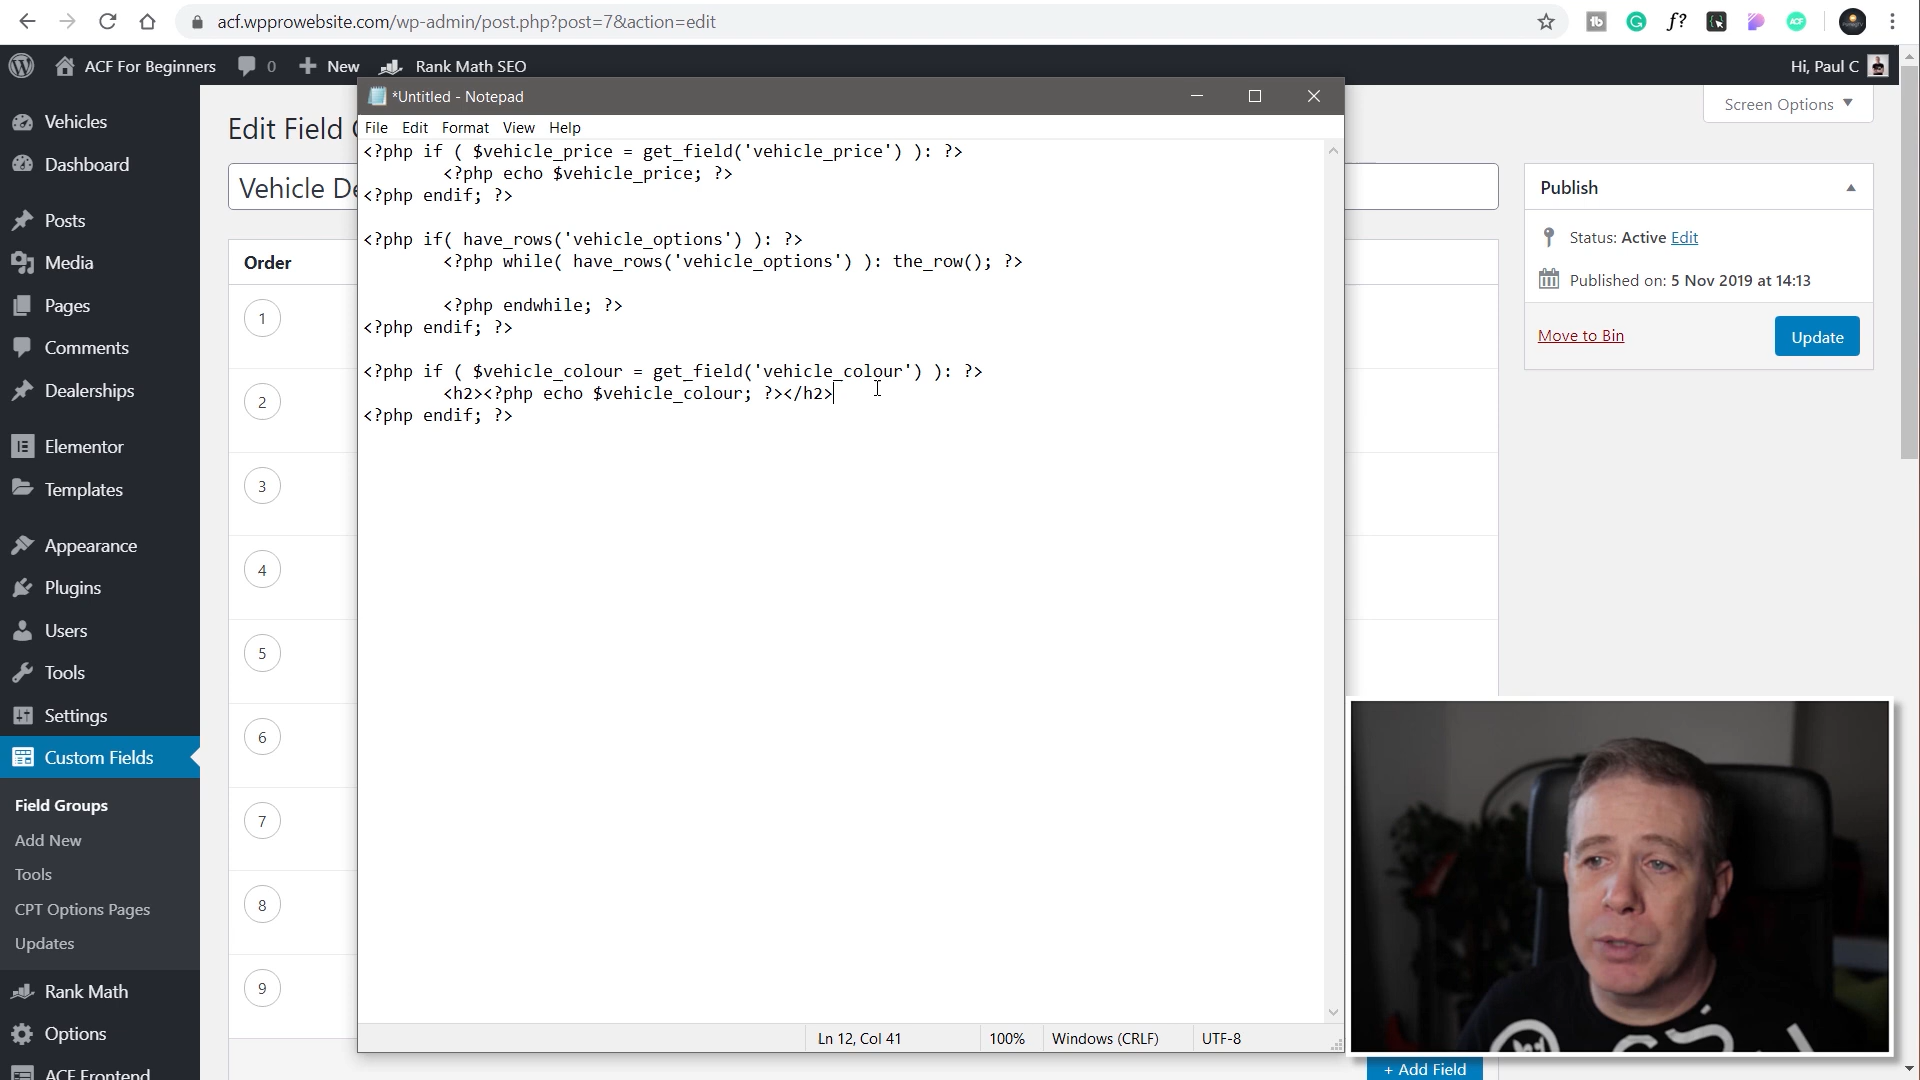 acf.wpprowebsite.com/wp-admin/post.php?post=7&action=edit
ACF For Beginners
0
New
Rank Math SEO
Hi, Paul C
*Untitled - Notepad
File Edit Format View Help
<?php if ( $vehicle_price = get_field('vehicle_price') ): ?>
<?php echo $vehicle_price; ?>
<?php endif; ?>
<?php if( have_rows('vehicle_options') ): ?>
<?php while( have_rows('vehicle_options') ): the_row(); ?>
<?php endwhile; ?>
<?php endif; ?>
<?php if ( $vehicle_colour = get_field('vehicle_colour') ): ?>
<h2><?php echo $vehicle_colour; ?></h2>
<?php endif; ?>
Ln 12, Col 41
100%
Windows (CRLF)
UTF-8
Vehicles
Dashboard
Posts
Media
Pages
Comments
Dealerships
Elementor
Templates
Appearance
Plugins
Users
Tools
Settings
Custom Fields
Field Groups
Add New
Tools
CPT Options Pages
Updates
Rank Math
Options
ACF Frontend
Edit Field
Vehicle De
Order
1
2
3
4
5
6
7
8
9
Screen Options
Publish
Status: Active Edit
Published on: 5 Nov 2019 at 14:13
Move to Bin
Update
+ Add Field